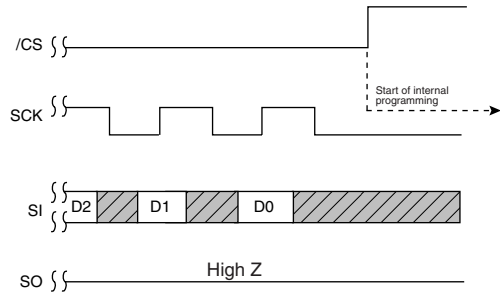 /CS
Start of internal
programming
SCK
SI D2 D1 D0
SO High Z